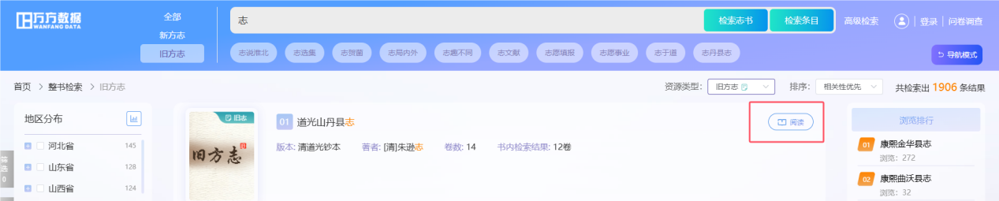 万方数据
WANFANG DATA
全部
新方志
旧方志
志
检索志书
检索条目
高级检索
登录
问卷调查
志说淮北
志选集
志贺菌
志局内外
志趣不同
志文献
志愿填报
志愿事业
志于道
志丹县志
导航模式
首页 > 整书检索 > 旧方志
资源类型: 旧方志
排序: 相关性优先
共检索出 1906 条结果
地区分布
河北省 145
山东省 128
山西省 124
筛选
0
旧志
旧方志
01 道光山丹县志
版本: 清道光钞本 著者: [清]朱逊志 卷数: 14 书内检索结果: 12卷
阅读
浏览排行
01 康熙金华县志
浏览: 272
02 康熙曲沃县志
浏览: 32